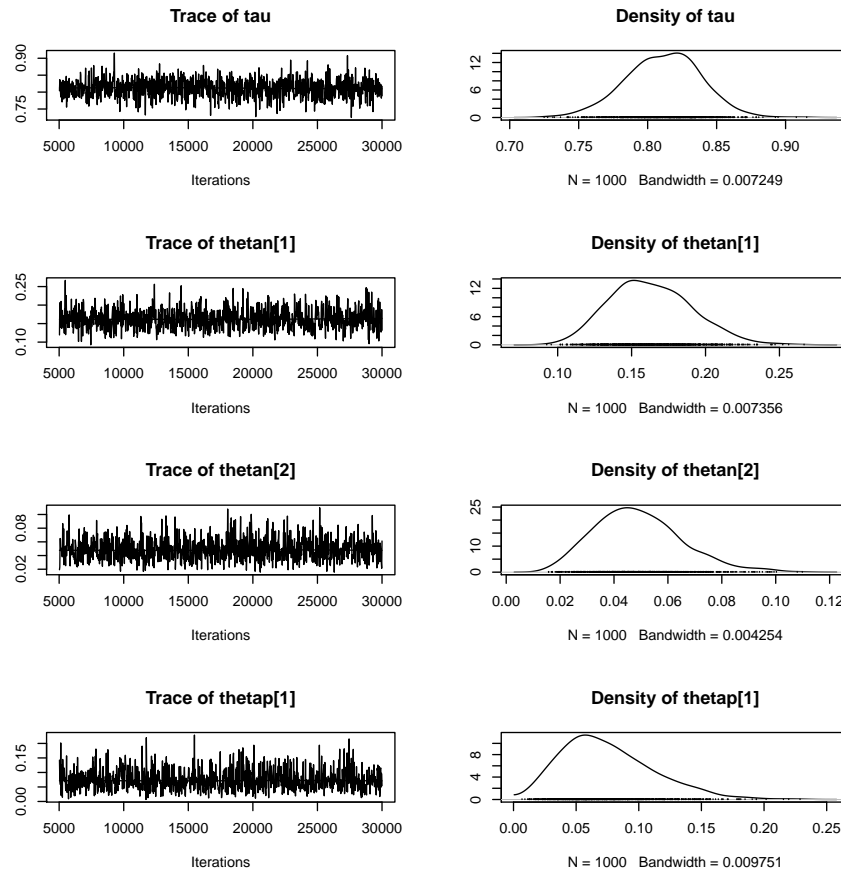 Trace of tau
0.75 0.90
5000 10000 15000 20000 25000 30000
Iterations
Density of tau
0 6 12
0.70 0.75 0.80 0.85 0.90
N = 1000 Bandwidth = 0.007249
Trace of thetan[1]
0.10 0.25
5000 10000 15000 20000 25000 30000
Iterations
Density of thetan[1]
0 6 12
0.10 0.15 0.20 0.25
N = 1000 Bandwidth = 0.007356
Trace of thetan[2]
0.02 0.08
5000 10000 15000 20000 25000 30000
Iterations
Density of thetan[2]
0 10 25
0.00 0.02 0.04 0.06 0.08 0.10 0.12
N = 1000 Bandwidth = 0.004254
Trace of thetap[1]
0.00 0.15
5000 10000 15000 20000 25000 30000
Iterations
Density of thetap[1]
0 4 8
0.00 0.05 0.10 0.15 0.20 0.25
N = 1000 Bandwidth = 0.009751